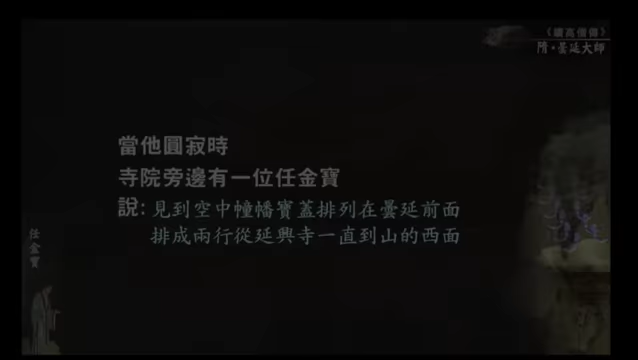 《續高僧傳》
隋·曇延大師
當他圓寂時
寺院旁邊有一位任金寶
說:見到空中幢幡寶蓋排列在曇延前面
排成兩行從延興寺一直到山的西面
任金寶